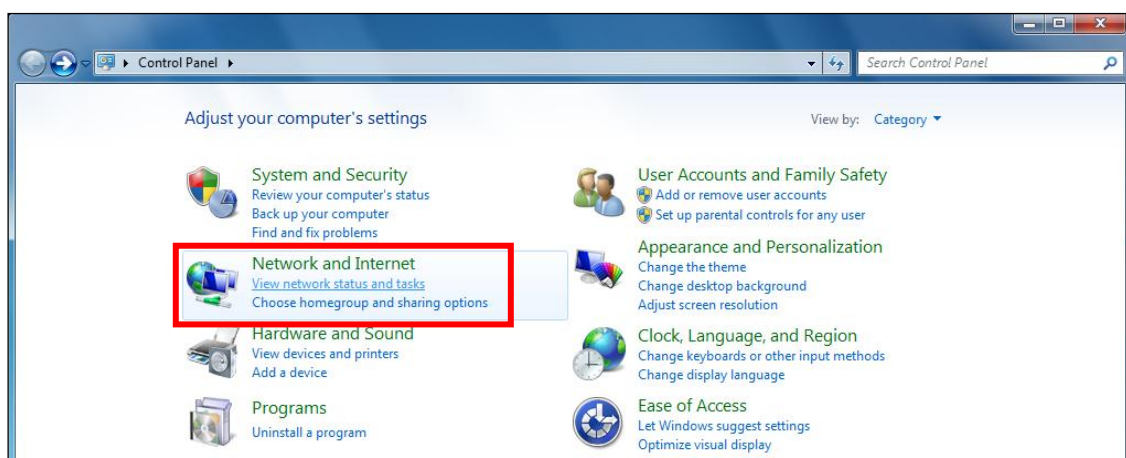 Control Panel
Search Control Panel
Adjust your computer's settings
View by: Category
System and Security
Review your computer's status
Back up your computer
Find and fix problems
Network and Internet
View network status and tasks
Choose homegroup and sharing options
Hardware and Sound
View devices and printers
Add a device
Programs
Uninstall a program
User Accounts and Family Safety
Add or remove user accounts
Set up parental controls for any user
Appearance and Personalization
Change the theme
Change desktop background
Adjust screen resolution
Clock, Language, and Region
Change keyboards or other input methods
Change display language
Ease of Access
Let Windows suggest settings
Optimize visual display